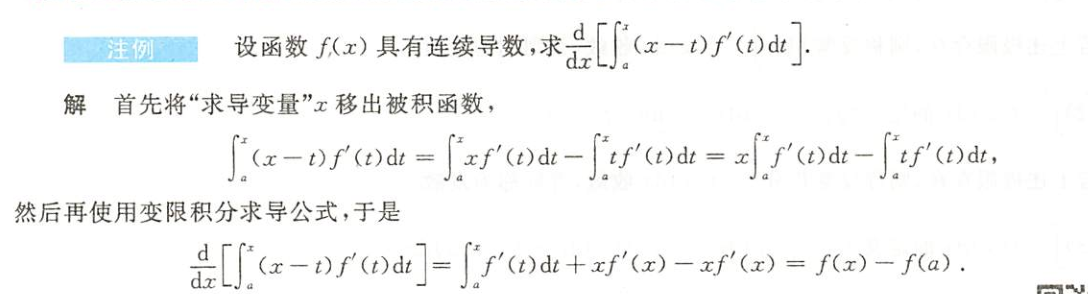 注例 设函数 f(x) 具有连续导数,求 $\frac{d}{dx}\left[\int_a^x (x-t)f'(t)dt\right]$.
解 首先将“求导变量”x 移出被积函数,
$\int_a^x (x-t)f'(t)dt = \int_a^x xf'(t)dt - \int_a^x tf'(t)dt = x\int_a^x f'(t)dt - \int_a^x tf'(t)dt,$
然后再使用变限积分求导公式,于是
$\frac{d}{dx}\left[\int_a^x (x-t)f'(t)dt\right] = \int_a^x f'(t)dt + xf'(x) - xf'(x) = f(x) - f(a).$